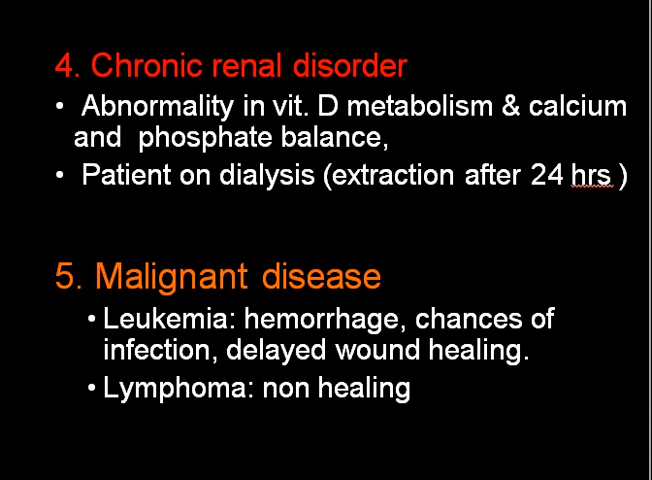 4. Chronic renal disorder
• Abnormality in vit. D metabolism & calcium
and phosphate balance,
• Patient on dialysis (extraction after 24 hrs )
5. Malignant disease
• Leukemia: hemorrhage, chances of
infection, delayed wound healing.
• Lymphoma: non healing